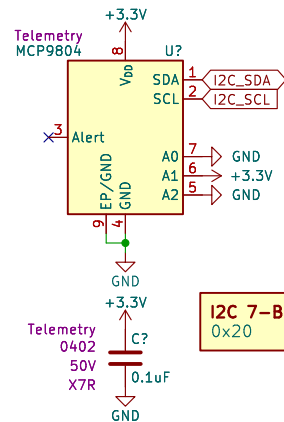 +3.3V
Telemetry
MCP9804
U?
8
VDD
SDA 1 I2C_SDA
SCL 2 I2C_SCL
3 Alert
A0 7 GND
A1 6 +3.3V
A2 5 GND
EP/GND
GND
9
4
GND
+3.3V
I2C 7-B
0x20
Telemetry
0402
C?
50V
0.1uF
X7R
GND